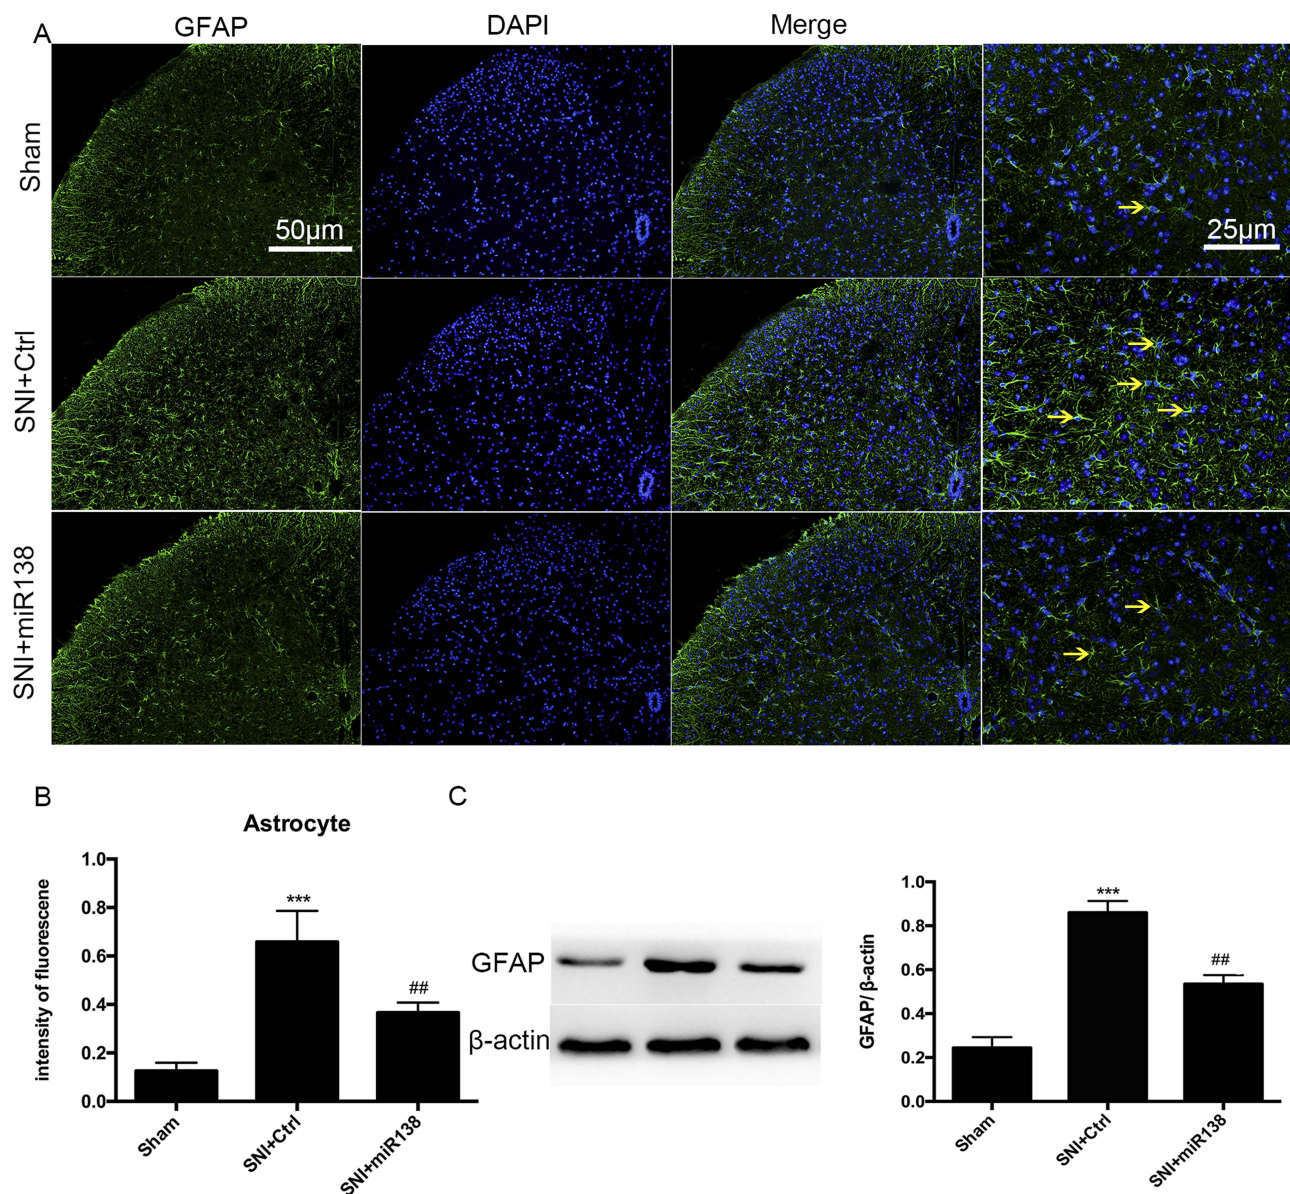 A
GFAP
DAPI
Merge
Sham
50µm
25µm
SNI+Ctrl
SNI+miR138
B
Astrocyte
intensity of fluorescene
1.0
0.8
0.6
0.4
0.2
0.0
***
##
Sham
SNI+Ctrl
SNI+miR138
C
GFAP
β-actin
GFAP/ β-actin
1.0
0.8
0.6
0.4
0.2
0.0
***
##
Sham
SNI+Ctrl
SNI+miR138